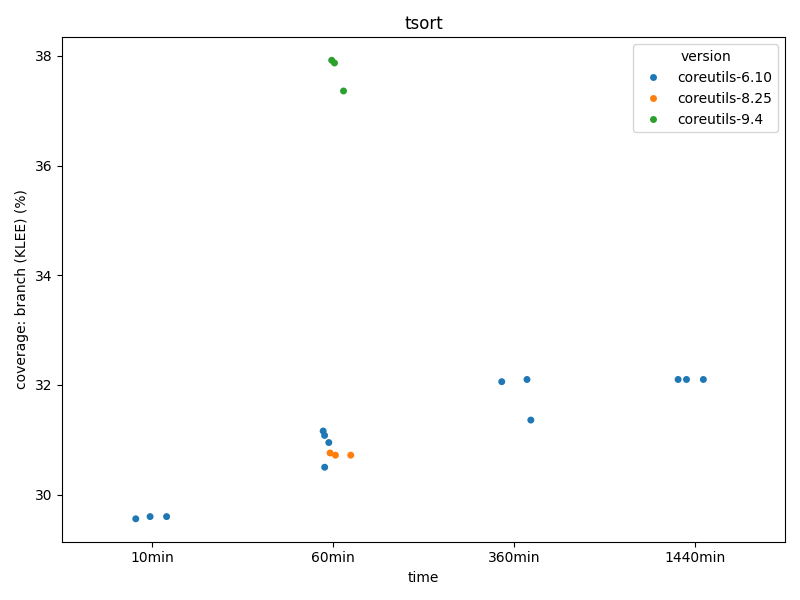 tsort
coverage: branch (KLEE) (%)
38
36
34
32
30
version
coreutils-6.10
coreutils-8.25
coreutils-9.4
10min
60min
360min
1440min
time